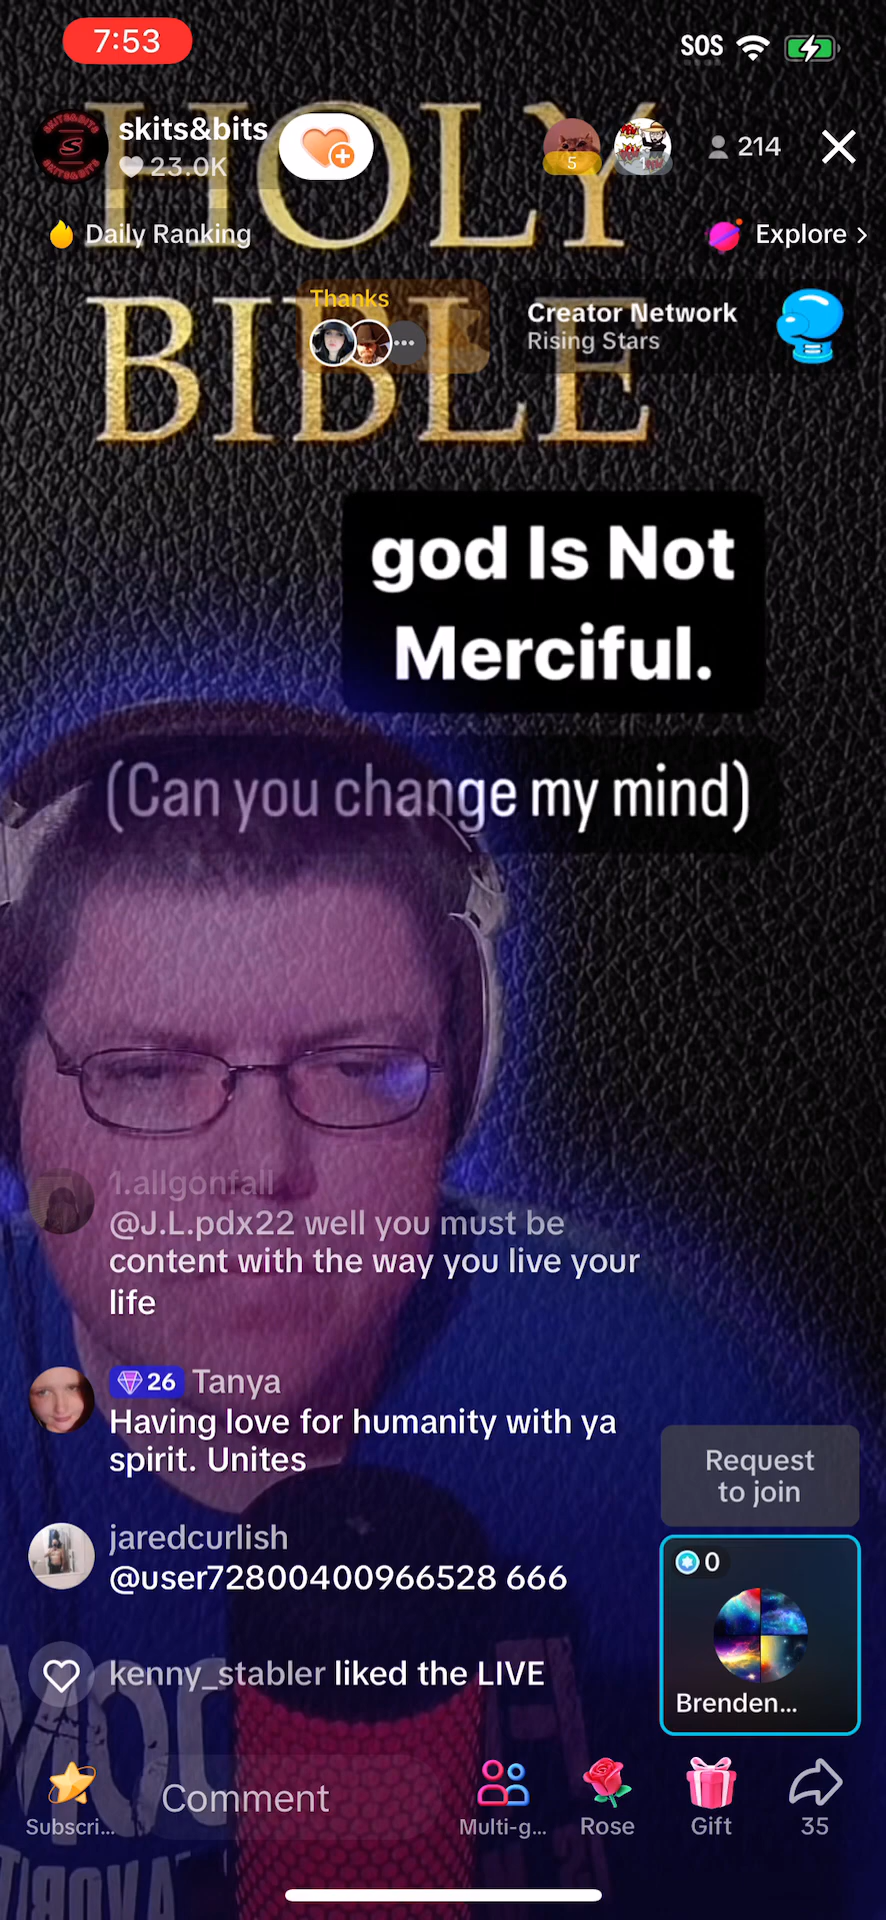 7:53
SOS
HOLY
BIBLE
skits&bits
23.0K
5
214
Daily Ranking
Explore >
Thanks
Creator Network
Rising Stars
god Is Not
Merciful.
(Can you change my mind)
1.allgonfall
@J.L.pdx22 well you must be
content with the way you live your
life
26 Tanya
Having love for humanity with ya
spirit. Unites
jaredcurlish
@user72800400966528 666
kenny_stabler liked the LIVE
Request
to join
0
Brenden...
Subscri...
Comment
Multi-g...
Rose
Gift
35